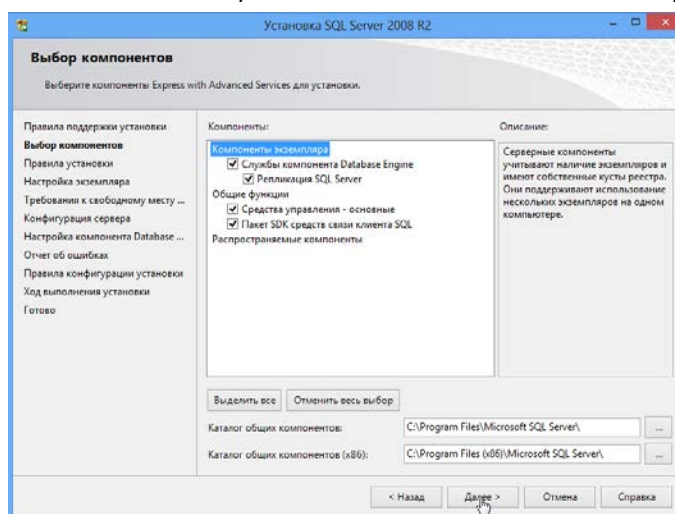 Установка SQL Server 2008 R2
Выбор компонентов
Выберите компоненты Express with Advanced Services для установки.
Правила поддержки установки
Выбор компонентов
Правила установки
Настройка экземпляра
Требования к свободному месту ...
Конфигурация сервера
Настройка компонента Database ...
Отчет об ошибках
Правила конфигурации установки
Ход выполнения установки
Готово
Компоненты:
Компоненты экземпляра
Службы компонента Database Engine
Репликация SQL Server
Общие функции
Средства управления - основные
Пакет SDK средств связи клиента SQL
Распространяемые компоненты
Описание:
Серверные компоненты
учитывают наличие экземпляров и
имеют собственные кусты реестра.
Они поддерживают использование
нескольких экземпляров на одном
компьютере.
Выделить все
Отменить весь выбор
Каталог общих компонентов:
C:\Program Files\Microsoft SQL Server\
...
Каталог общих компонентов (x86):
C:\Program Files (x86)\Microsoft SQL Server\
...
< Назад
Далее >
Отмена
Справка